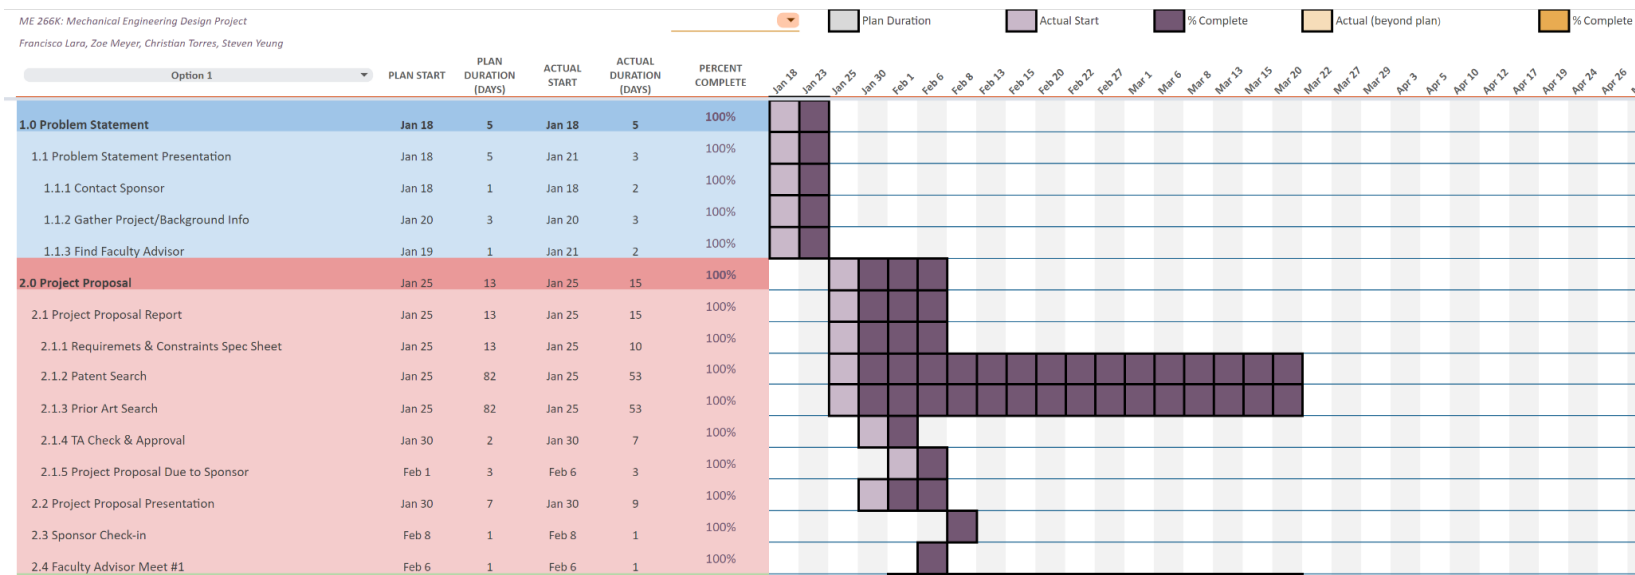 ME 266K: Mechanical Engineering Design Project
Plan Duration Actual Start % Complete Actual (beyond plan) % Complete
Francisco Lara, Zoe Meyer, Christian Torres, Steven Yeung
Option 1 PLAN START PLAN DURATION (DAYS) ACTUAL START ACTUAL DURATION (DAYS) PERCENT COMPLETE
Jan 18 Jan 23 Jan 25 Jan 30 Feb 1 Feb 6 Feb 8 Feb 13 Feb 15 Feb 20 Feb 22 Feb 27 Mar 1 Mar 6 Mar 8 Mar 13 Mar 15 Mar 20 Mar 22 Mar 27 Mar 29 Apr 3 Apr 5 Apr 10 Apr 12 Apr 17 Apr 19 Apr 24 Apr 26
1.0 Problem Statement Jan 18 5 Jan 18 5 100%
1.1 Problem Statement Presentation Jan 18 5 Jan 21 3 100%
1.1.1 Contact Sponsor Jan 18 1 Jan 18 2 100%
1.1.2 Gather Project/Background Info Jan 20 3 Jan 20 3 100%
1.1.3 Find Faculty Advisor Jan 19 1 Jan 21 2 100%
2.0 Project Proposal Jan 25 13 Jan 25 15 100%
2.1 Project Proposal Report Jan 25 13 Jan 25 15 100%
2.1.1 Requiremets & Constraints Spec Sheet Jan 25 13 Jan 25 10 100%
2.1.2 Patent Search Jan 25 82 Jan 25 53 100%
2.1.3 Prior Art Search Jan 25 82 Jan 25 53 100%
2.1.4 TA Check & Approval Jan 30 2 Jan 30 7 100%
2.1.5 Project Proposal Due to Sponsor Feb 1 3 Feb 6 3 100%
2.2 Project Proposal Presentation Jan 30 7 Jan 30 9 100%
2.3 Sponsor Check-in Feb 8 1 Feb 8 1 100%
2.4 Faculty Advisor Meet #1 Feb 6 1 Feb 6 1 100%